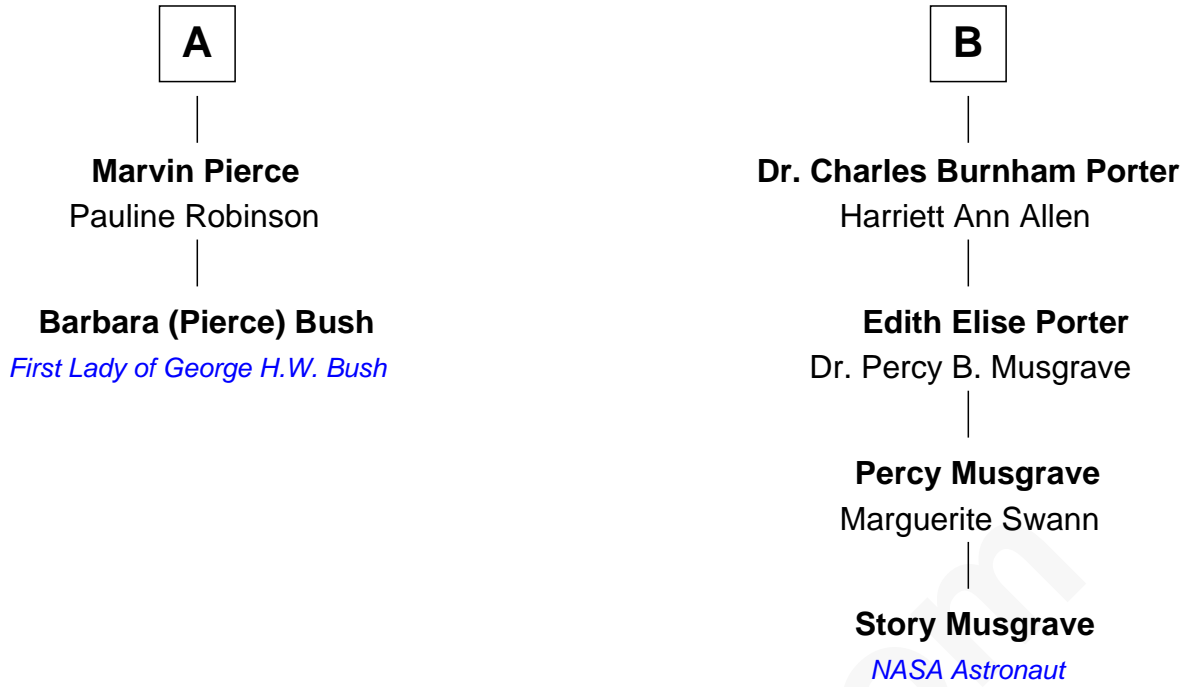 A
Marvin Pierce
Pauline Robinson
Barbara (Pierce) Bush
First Lady of George H.W. Bush
B
Dr. Charles Burnham Porter
Harriett Ann Allen
Edith Elise Porter
Dr. Percy B. Musgrave
Percy Musgrave
Marguerite Swann
Story Musgrave
NASA Astronaut